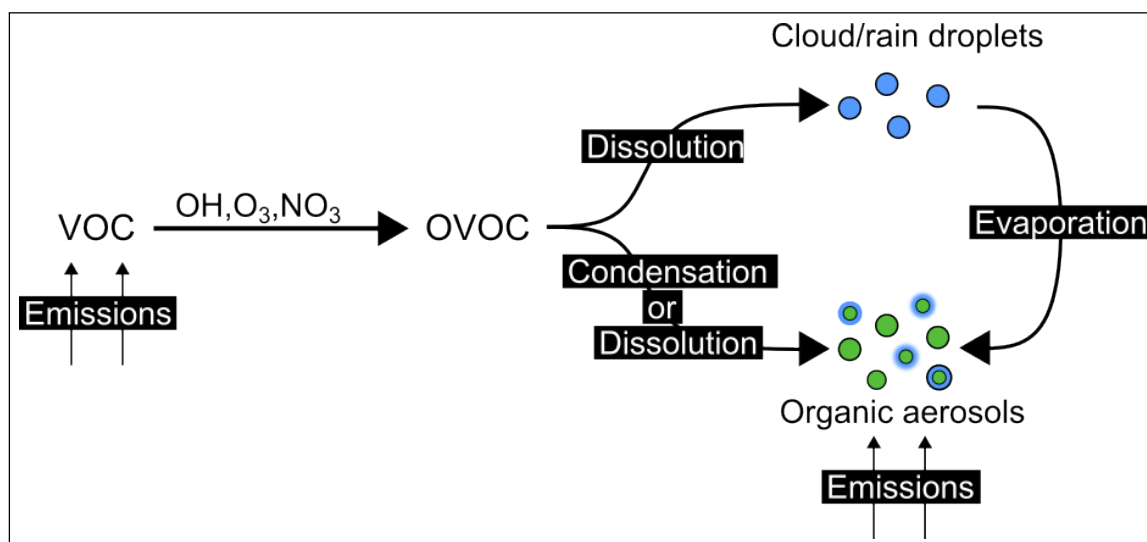 Cloud/rain droplets
Dissolution
OH,O₃,NO₃
VOC
OVOC
Evaporation
Condensation
or
Dissolution
Emissions
Organic aerosols
Emissions